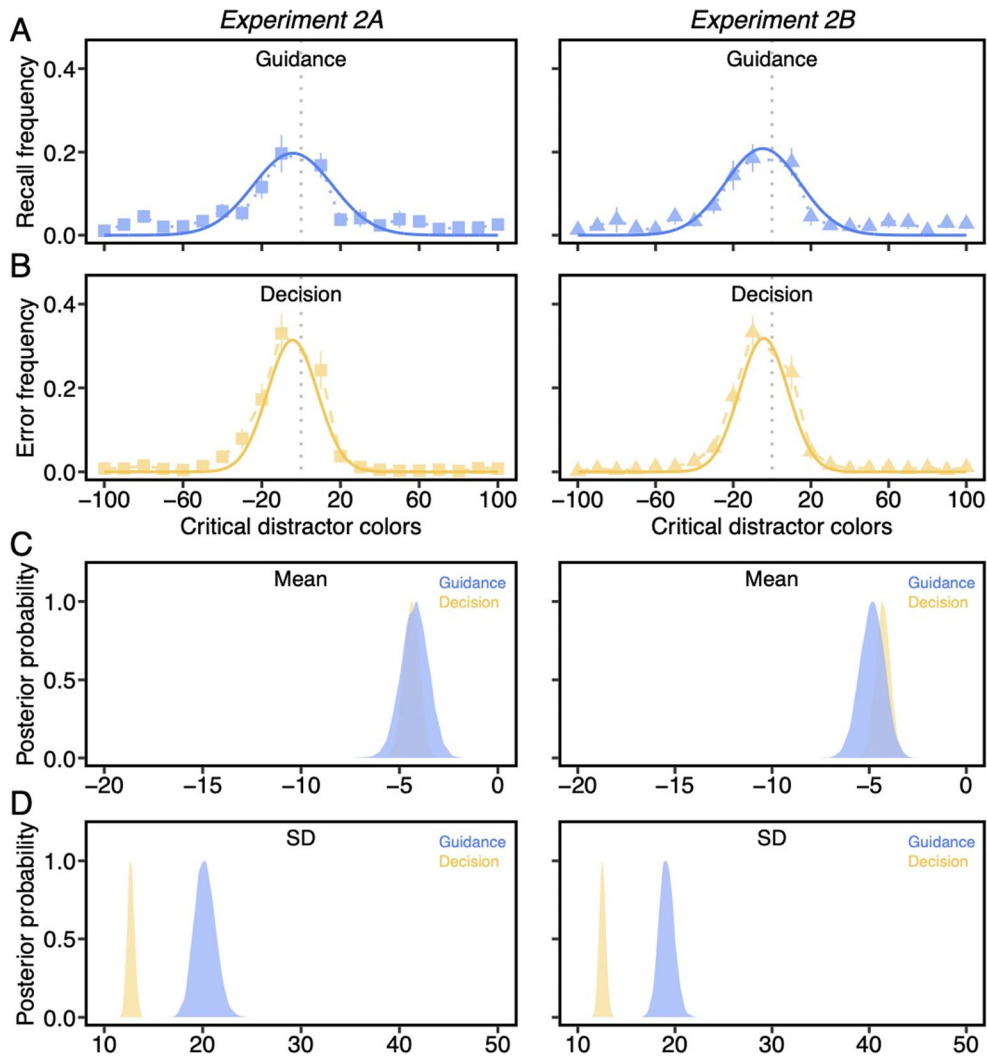 Experiment 2A
Experiment 2B
A
Guidance
Guidance
Recall frequency
0.4
0.2
0.0
B
Decision
Decision
Error frequency
0.4
0.2
0.0
−100 −60 −20 20 60 100
−100 −60 −20 20 60 100
Critical distractor colors
Critical distractor colors
C
Mean
Mean
Guidance
Decision
Guidance
Decision
Posterior probability
1.0
0.5
0.0
−20 −15 −10 −5 0
−20 −15 −10 −5 0
D
SD
SD
Guidance
Decision
Guidance
Decision
Posterior probability
1.0
0.5
0.0
10 20 30 40 50
10 20 30 40 50